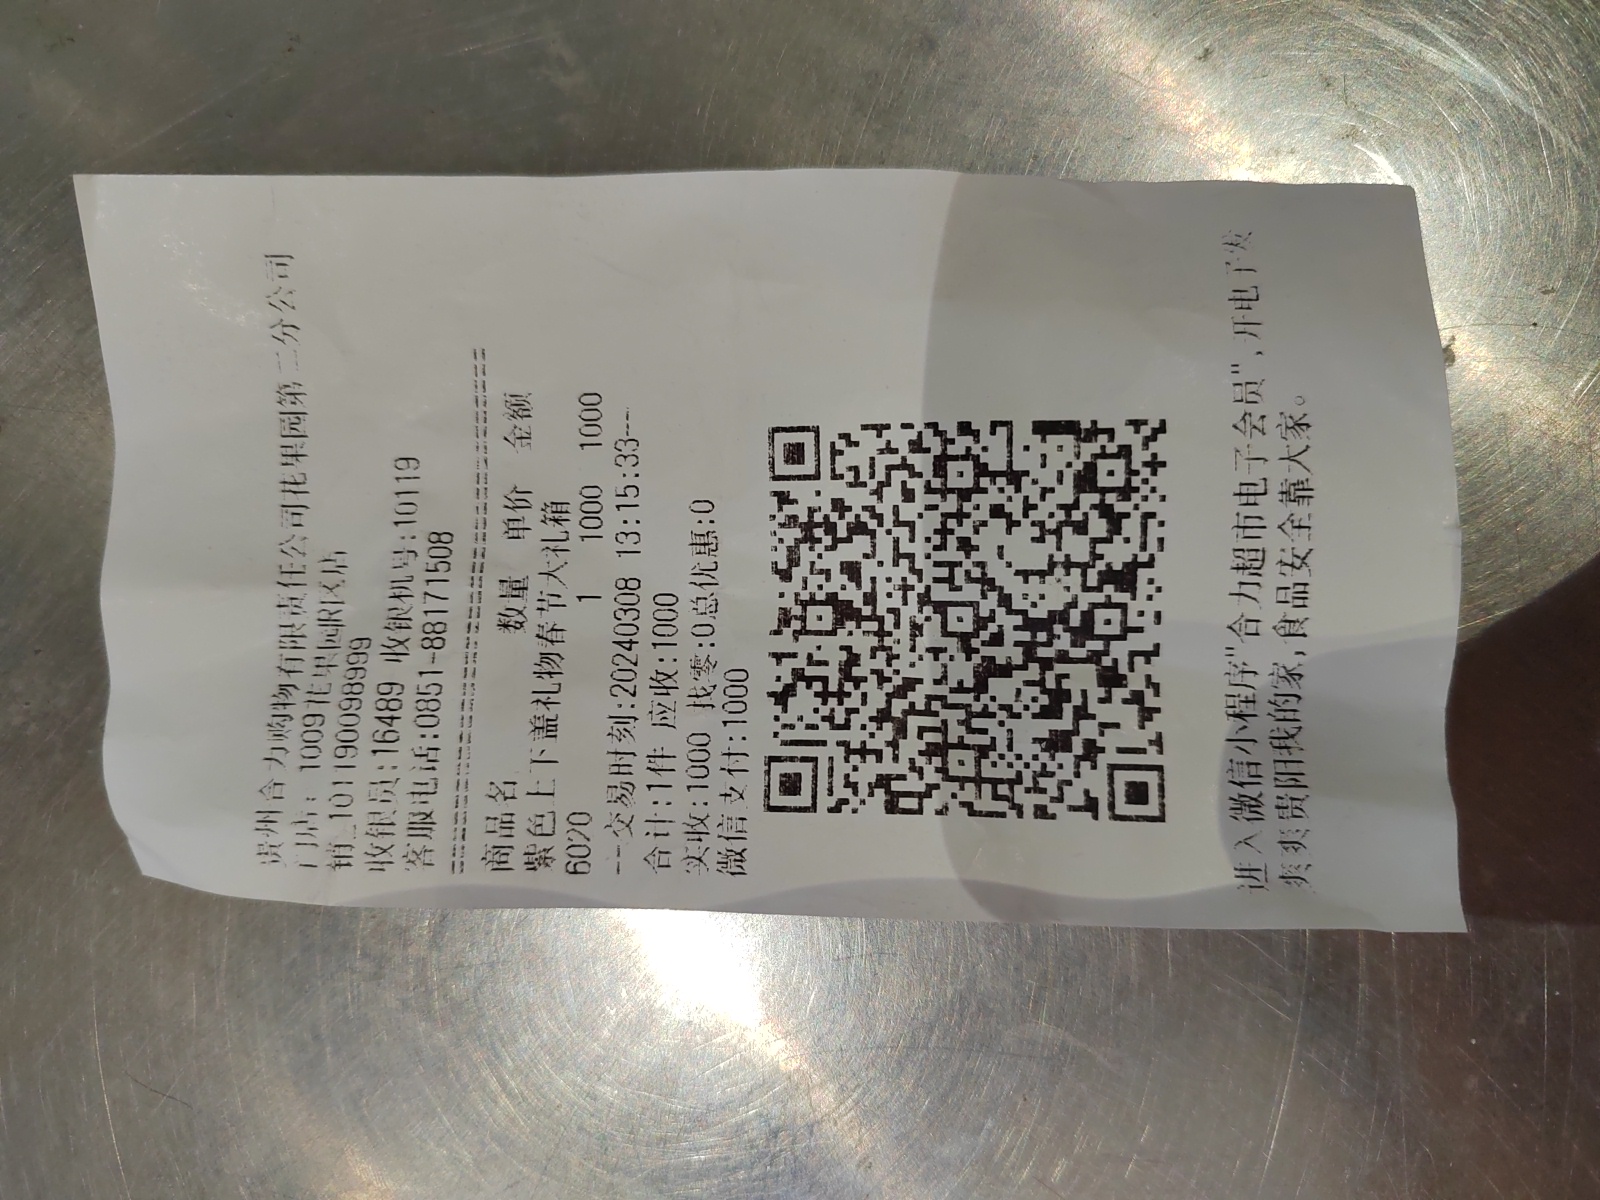 贵州合力购物有限责任公司花果园第二分公司
门店: 1009花果园R区店
销_1011900098999
收银员:16489 收银机号:10119
客服电话:0851-88171508
商品名 数量 单价 金额
紫色上下盖礼物春节大礼箱
6020 1 1000 1000
---交易时刻:20240308 13:15:33---
合计:1件 应收:1000
实收:1000 找零:0总优惠:0
微信支付:1000
进入微信小程序"合力超市电子会员",开电子发
爽爽贵阳我的家,食品安全靠大家。